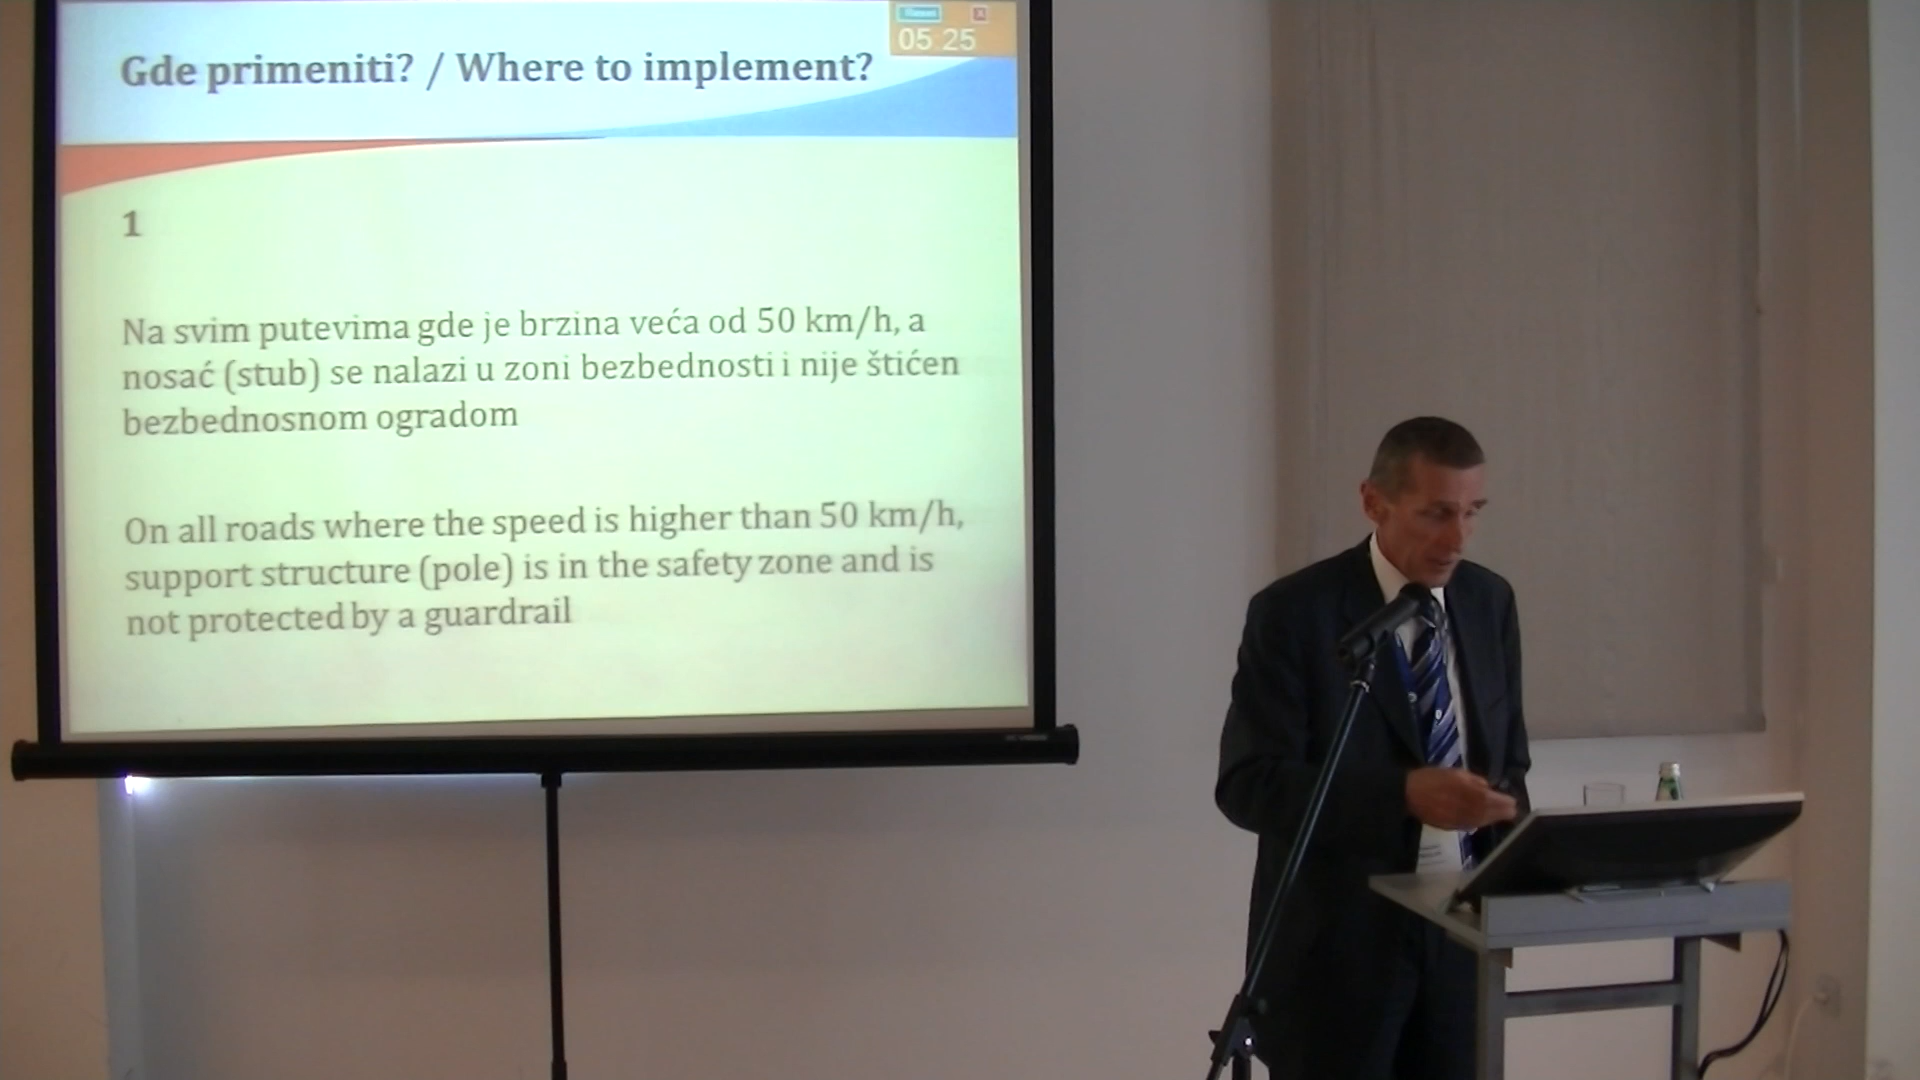 Gde primeniti? / Where to implement?
05:25
1
Na svim putevima gde je brzina veća od 50 km/h, a
nosać (stub) se nalazi u zoni bezbednosti i nije štićen
bezbednosnom ogradom
On all roads where the speed is higher than 50 km/h,
support structure (pole) is in the safety zone and is
not protected by a guardrail